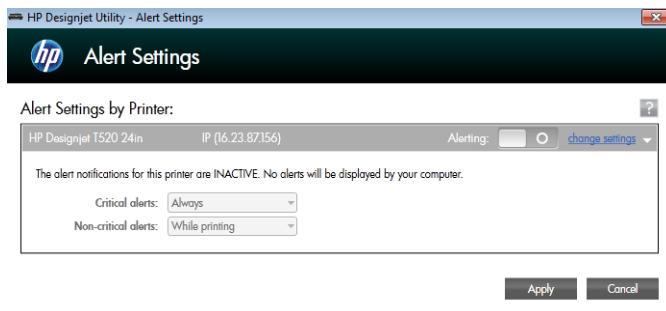 HP Designjet Utility - Alert Settings
hp Alert Settings
Alert Settings by Printer: ?
HP Designjet T520 24in IP (16.23.87.156) Alerting: O change settings
The alert notifications for this printer are INACTIVE. No alerts will be displayed by your computer.
Critical alerts: Always
Non-critical alerts: While printing
Apply Cancel